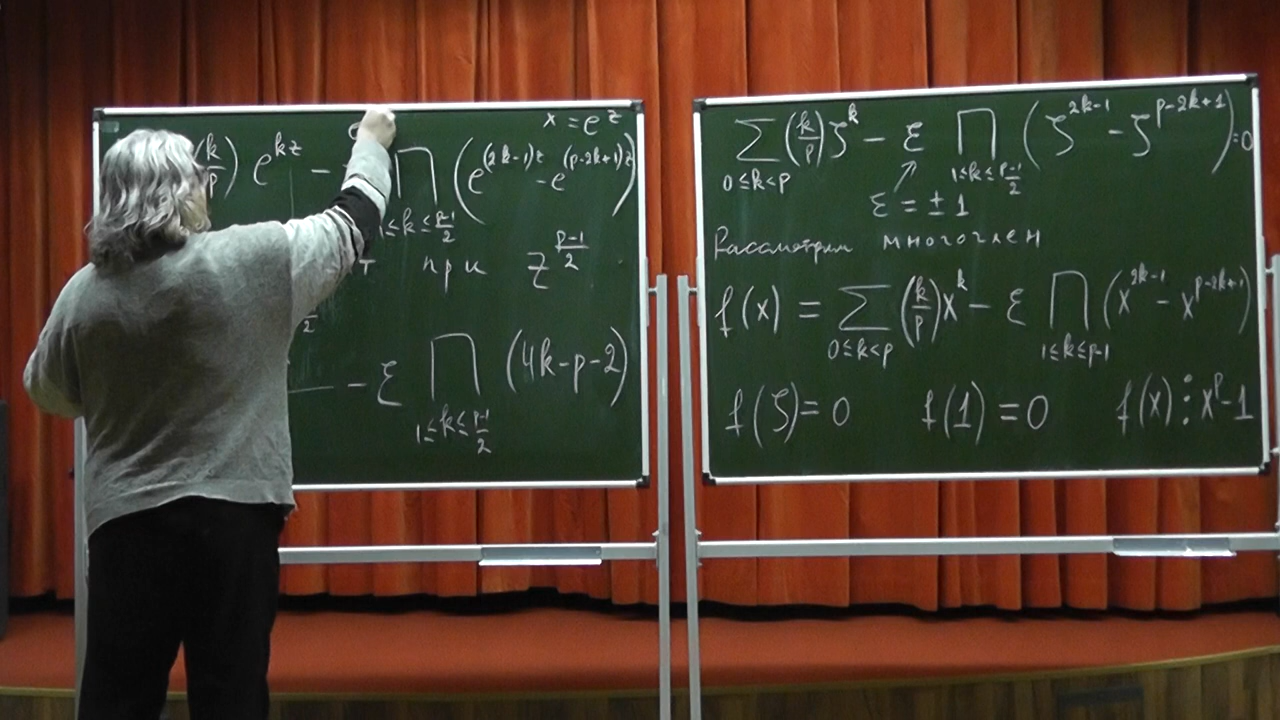 x = e^z
(k/p) e^{kz} − ∏_{1≤k≤(p-1)/2} (e^{(2k-1)z} − e^{(p-2k+1)z})
при z^{(p-1)/2}
− ε ∏_{1≤k≤(p-1)/2} (4k-p-2)
∑_{0≤k<p} (k/p) ζ^k − ε ∏_{1≤k≤(p-1)/2} (ζ^{2k-1} − ζ^{p-2k+1}) = 0
ε = ±1
Рассмотрим многочлен
f(x) = ∑_{0≤k<p} (k/p) x^k − ε ∏_{1≤k≤p-1} (x^{2k-1} − x^{p-2k+1})
f(ζ) = 0 f(1) = 0 f(x) ⋮ x^p − 1